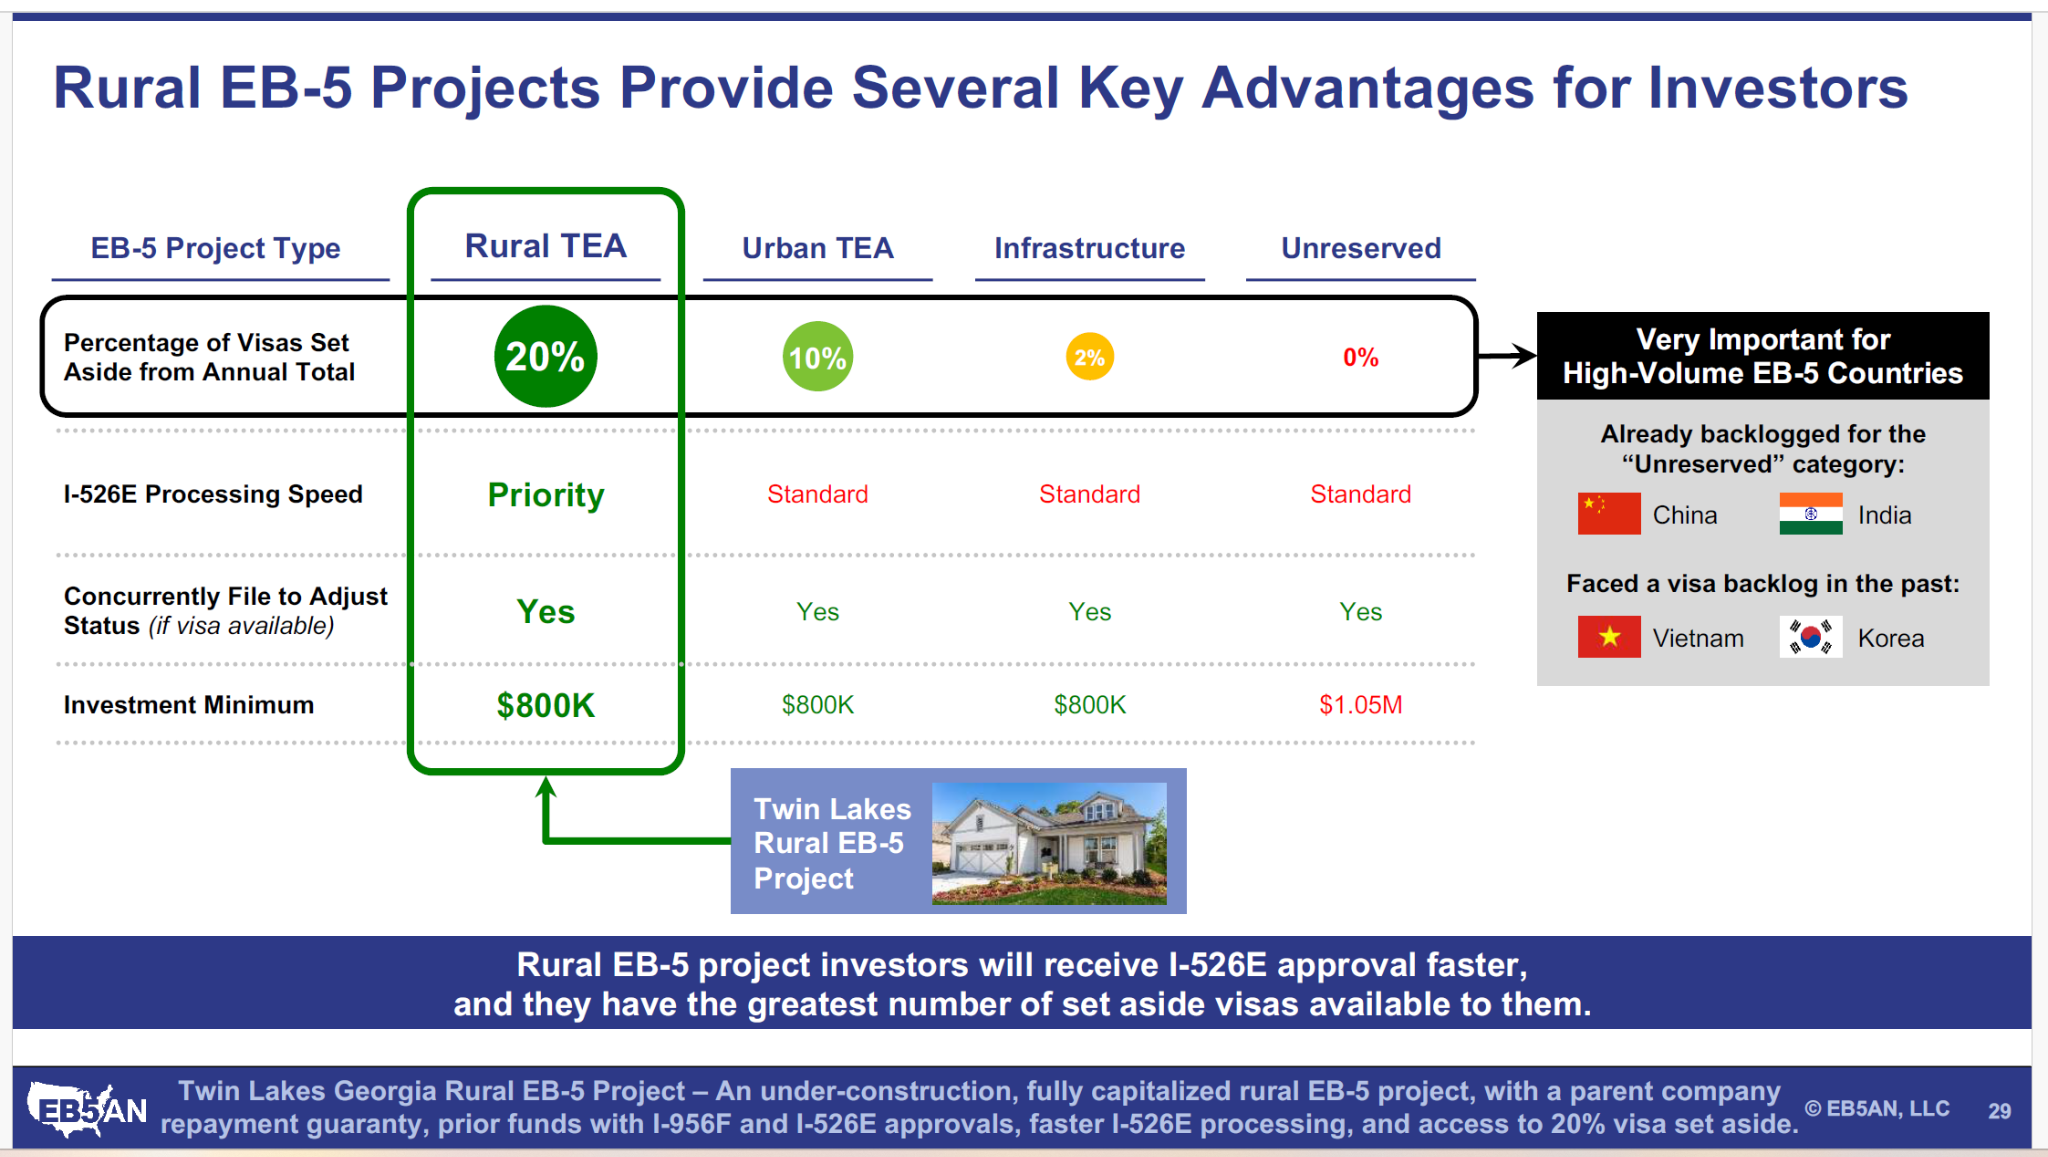 Rural EB-5 Projects Provide Several Key Advantages for Investors
EB-5 Project Type
Rural TEA
Urban TEA
Infrastructure
Unreserved
Percentage of Visas Set
Aside from Annual Total
20%
10%
2%
0%
I-526E Processing Speed
Priority
Standard
Standard
Standard
Concurrently File to Adjust
Status (if visa available)
Yes
Yes
Yes
Yes
Investment Minimum
$800K
$800K
$800K
$1.05M
Very Important for
High-Volume EB-5 Countries
Already backlogged for the
“Unreserved” category:
China
India
Faced a visa backlog in the past:
Vietnam
Korea
Twin Lakes
Rural EB-5
Project
Rural EB-5 project investors will receive I-526E approval faster,
and they have the greatest number of set aside visas available to them.
EB5AN
Twin Lakes Georgia Rural EB-5 Project – An under-construction, fully capitalized rural EB-5 project, with a parent company
repayment guaranty, prior funds with I-956F and I-526E approvals, faster I-526E processing, and access to 20% visa set aside.
© EB5AN, LLC
29